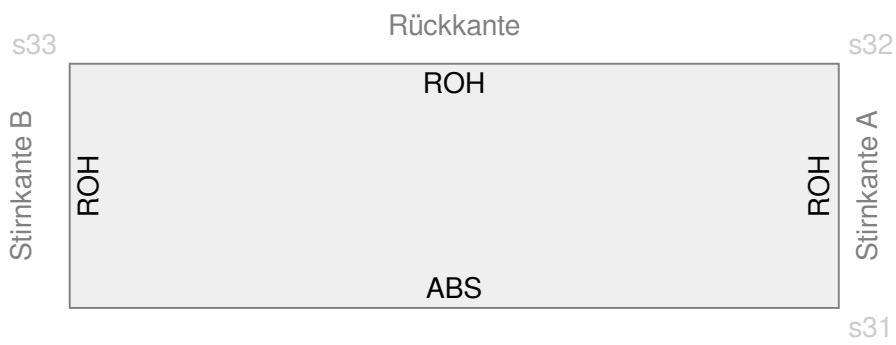 Rückkante
s33
s32
ROH
Stirnkante B
ROH
ROH
Stirnkante A
ABS
s31